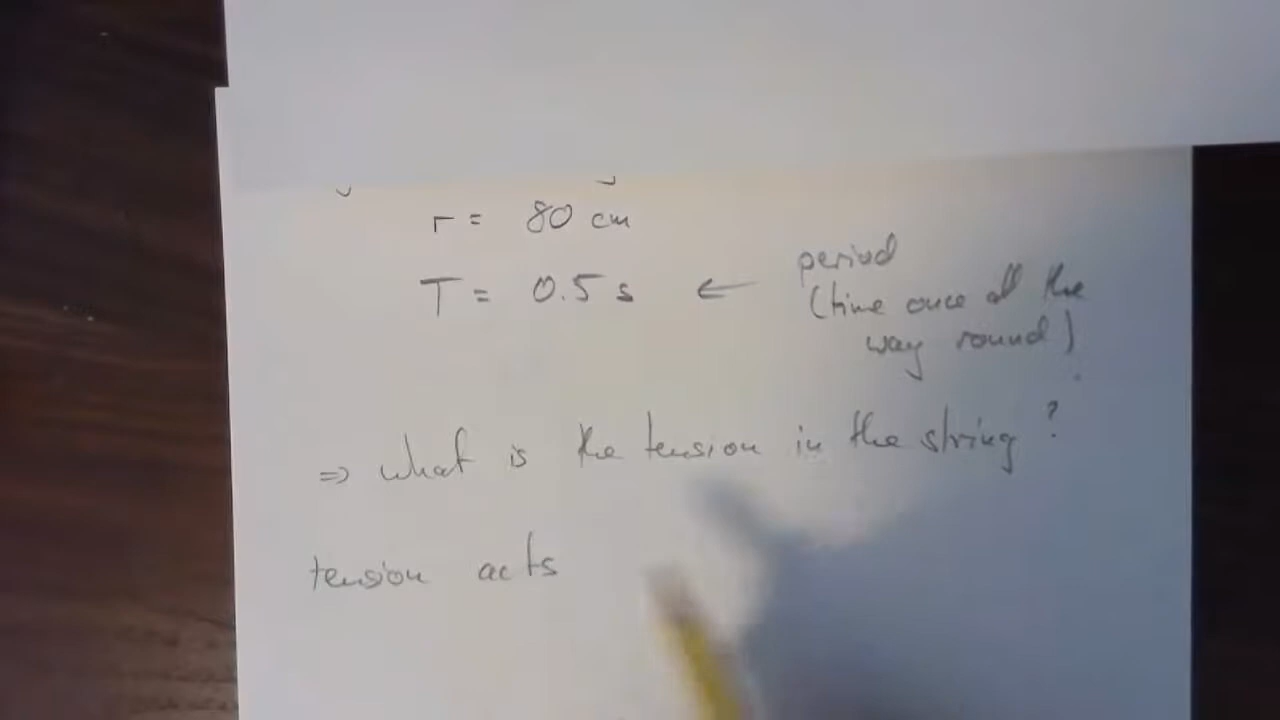 r = 80 cm
T = 0.5 s ← period
(time once all the
way round)
⇒ what is the tension in the string?
tension acts